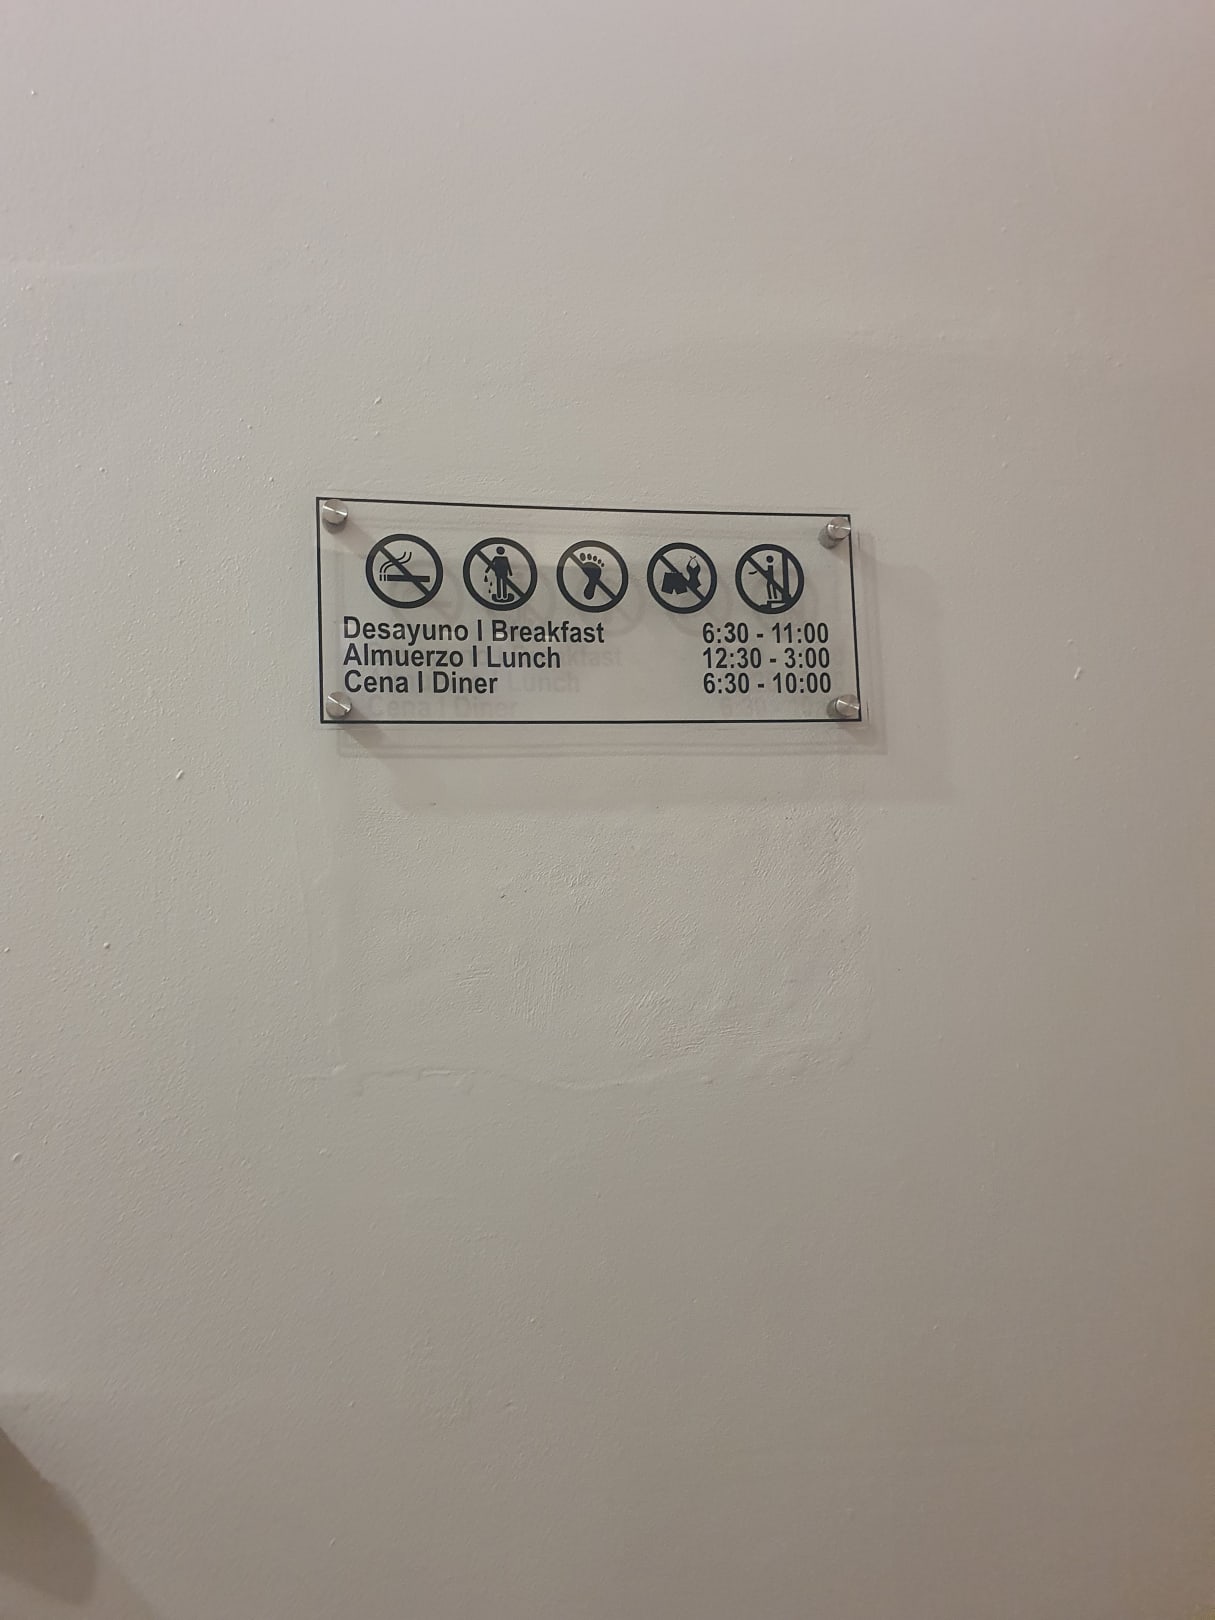 Desayuno | Breakfast 6:30 - 11:00
Almuerzo | Lunch 12:30 - 3:00
Cena | Diner 6:30 - 10:00